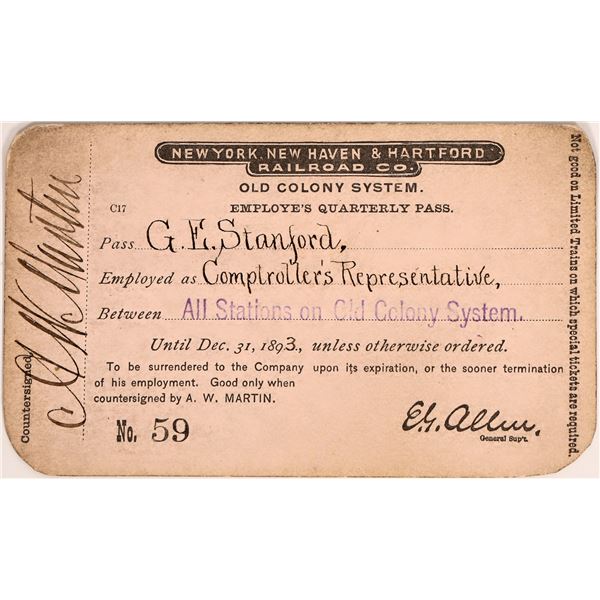 NEW YORK, NEW HAVEN & HARTFORD
RAILROAD CO.
OLD COLONY SYSTEM.
C17 EMPLOYE'S QUARTERLY PASS.
Pass G. E. Stanford,
Employed as Comptroller's Representative,
Between All Stations on Old Colony System.
Until Dec. 31, 1893., unless otherwise ordered.
To be surrendered to the Company upon its expiration, or the sooner termination
of his employment. Good only when
countersigned by A. W. MARTIN.
No. 59
E. G. Allen.
General Sup't.
Countersigned,
A W Martin
Not good on Limited Trains on which special tickets are required.